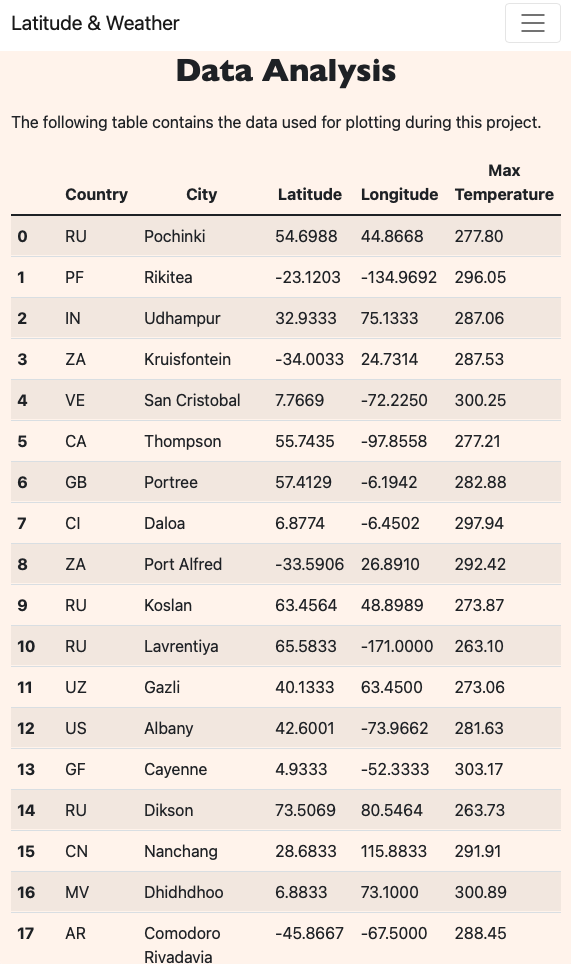 Latitude & Weather
Data Analysis
The following table contains the data used for plotting during this project.
Country City Latitude Longitude Max Temperature
0 RU Pochinki 54.6988 44.8668 277.80
1 PF Rikitea -23.1203 -134.9692 296.05
2 IN Udhampur 32.9333 75.1333 287.06
3 ZA Kruisfontein -34.0033 24.7314 287.53
4 VE San Cristobal 7.7669 -72.2250 300.25
5 CA Thompson 55.7435 -97.8558 277.21
6 GB Portree 57.4129 -6.1942 282.88
7 CI Daloa 6.8774 -6.4502 297.94
8 ZA Port Alfred -33.5906 26.8910 292.42
9 RU Koslan 63.4564 48.8989 273.87
10 RU Lavrentiya 65.5833 -171.0000 263.10
11 UZ Gazli 40.1333 63.4500 273.06
12 US Albany 42.6001 -73.9662 281.63
13 GF Cayenne 4.9333 -52.3333 303.17
14 RU Dikson 73.5069 80.5464 263.73
15 CN Nanchang 28.6833 115.8833 291.91
16 MV Dhidhdhoo 6.8833 73.1000 300.89
17 AR Comodoro -45.8667 -67.5000 288.45
Rivadavia